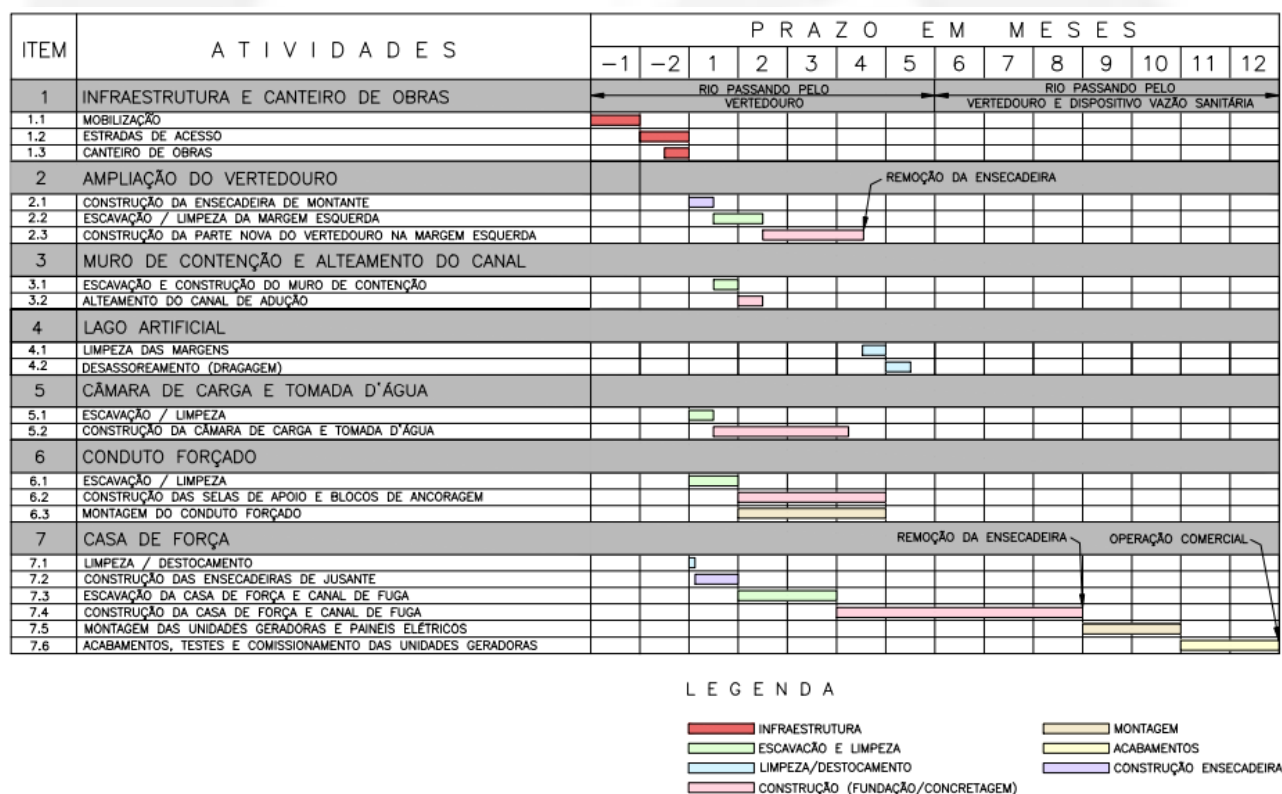 PRAZO EM MESES
ITEM ATIVIDADES
-1 -2 1 2 3 4 5 6 7 8 9 10 11 12
1 INFRAESTRUTURA E CANTEIRO DE OBRAS
RIO PASSANDO PELO VERTEDOURO
RIO PASSANDO PELO VERTEDOURO E DISPOSITIVO VAZÃO SANITÁRIA
1.1 MOBILIZAÇÃO
1.2 ESTRADAS DE ACESSO
1.3 CANTEIRO DE OBRAS
2 AMPLIAÇÃO DO VERTEDOURO
REMOÇÃO DA ENSECADEIRA
2.1 CONSTRUÇÃO DA ENSECADEIRA DE MONTANTE
2.2 ESCAVAÇÃO / LIMPEZA DA MARGEM ESQUERDA
2.3 CONSTRUÇÃO DA PARTE NOVA DO VERTEDOURO NA MARGEM ESQUERDA
3 MURO DE CONTENÇÃO E ALTEAMENTO DO CANAL
3.1 ESCAVAÇÃO E CONSTRUÇÃO DO MURO DE CONTENÇÃO
3.2 ALTEAMENTO DO CANAL DE ADUÇÃO
4 LAGO ARTIFICIAL
4.1 LIMPEZA DAS MARGENS
4.2 DESASSOREAMENTO (DRAGAGEM)
5 CÂMARA DE CARGA E TOMADA D'ÁGUA
5.1 ESCAVAÇÃO / LIMPEZA
5.2 CONSTRUÇÃO DA CÂMARA DE CARGA E TOMADA D'ÁGUA
6 CONDUTO FORÇADO
6.1 ESCAVAÇÃO / LIMPEZA
6.2 CONSTRUÇÃO DAS SELAS DE APOIO E BLOCOS DE ANCORAGEM
6.3 MONTAGEM DO CONDUTO FORÇADO
7 CASA DE FORÇA
REMOÇÃO DA ENSECADEIRA
OPERAÇÃO COMERCIAL
7.1 LIMPEZA / DESTOCAMENTO
7.2 CONSTRUÇÃO DAS ENSECADEIRAS DE JUSANTE
7.3 ESCAVAÇÃO DA CASA DE FORÇA E CANAL DE FUGA
7.4 CONSTRUÇÃO DA CASA DE FORÇA E CANAL DE FUGA
7.5 MONTAGEM DAS UNIDADES GERADORAS E PAINEIS ELÉTRICOS
7.6 ACABAMENTOS, TESTES E COMISSIONAMENTO DAS UNIDADES GERADORAS
LEGENDA
INFRAESTRUTURA
ESCAVACÃO E LIMPEZA
LIMPEZA/DESTOCAMENTO
CONSTRUÇÃO (FUNDAÇÃO/CONCRETAGEM)
MONTAGEM
ACABAMENTOS
CONSTRUÇÃO ENSECADEIRA